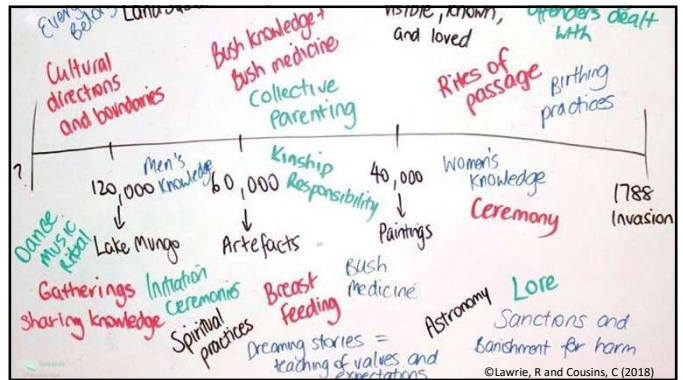 Every
Belon
visible, known,
and loved
Offenders dealt
with
Bush Knowledge +
Bush medicine
Cultural
directions
and boundaries
Collective
Parenting
Rites of
passage
Birthing
practices
?
120,000
Men's
Knowledge
60,000
Kinship
Responsibility
40,000
Women's
Knowledge
Ceremony
1788
Invasion
Dance
Music
Ritual
Lake Mungo
Artefacts
Paintings
Gatherings
Sharing knowledge
Initiation
Ceremonies
Spiritual
practices
Breast
feeding
Bush
Medicine
Astronomy
Lore
Sanctions and
Banishment for harm
Dreaming stories =
teaching of values and
expectations
©Lawrie, R and Cousins, C (2018)